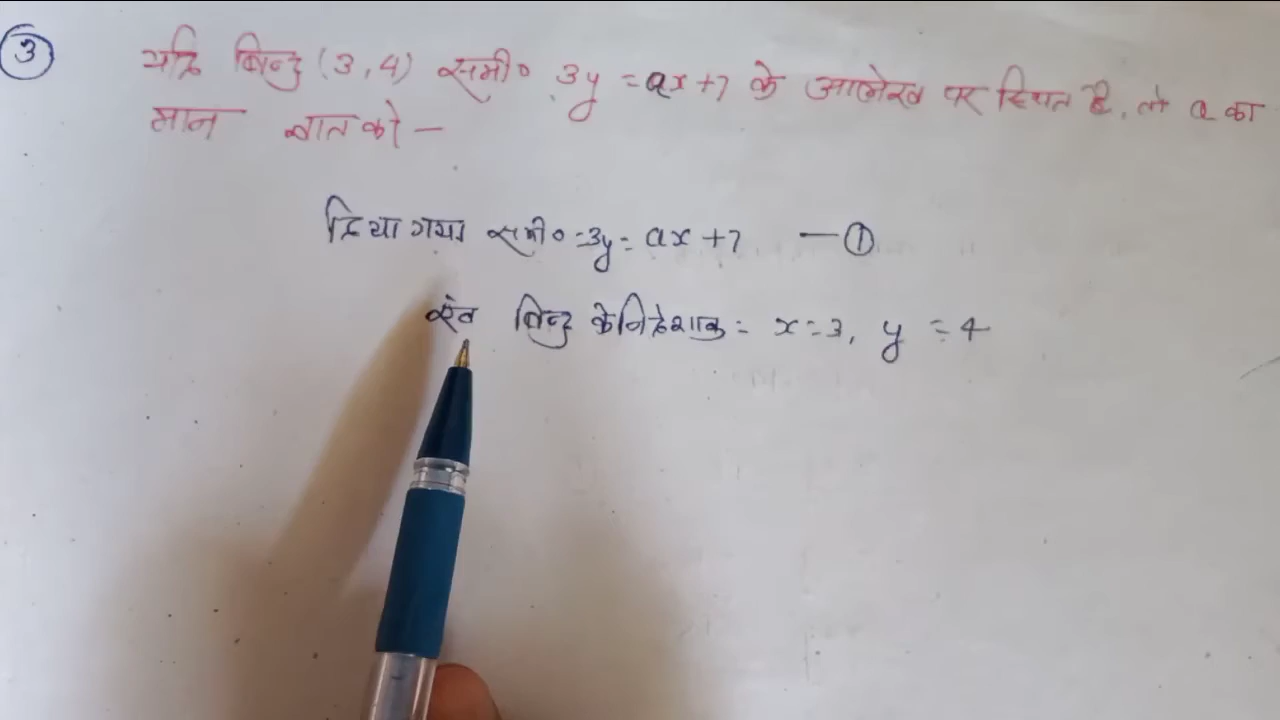 ③ यदि बिन्दु (3,4) समी० 3y = ax+7 के आलेख पर स्थित है, तो a का
मान ज्ञात करो –
दिया गया समी० = 3y = ax +7 — ①
एंव बिन्दु के निर्देशाक = x = 3, y = 4